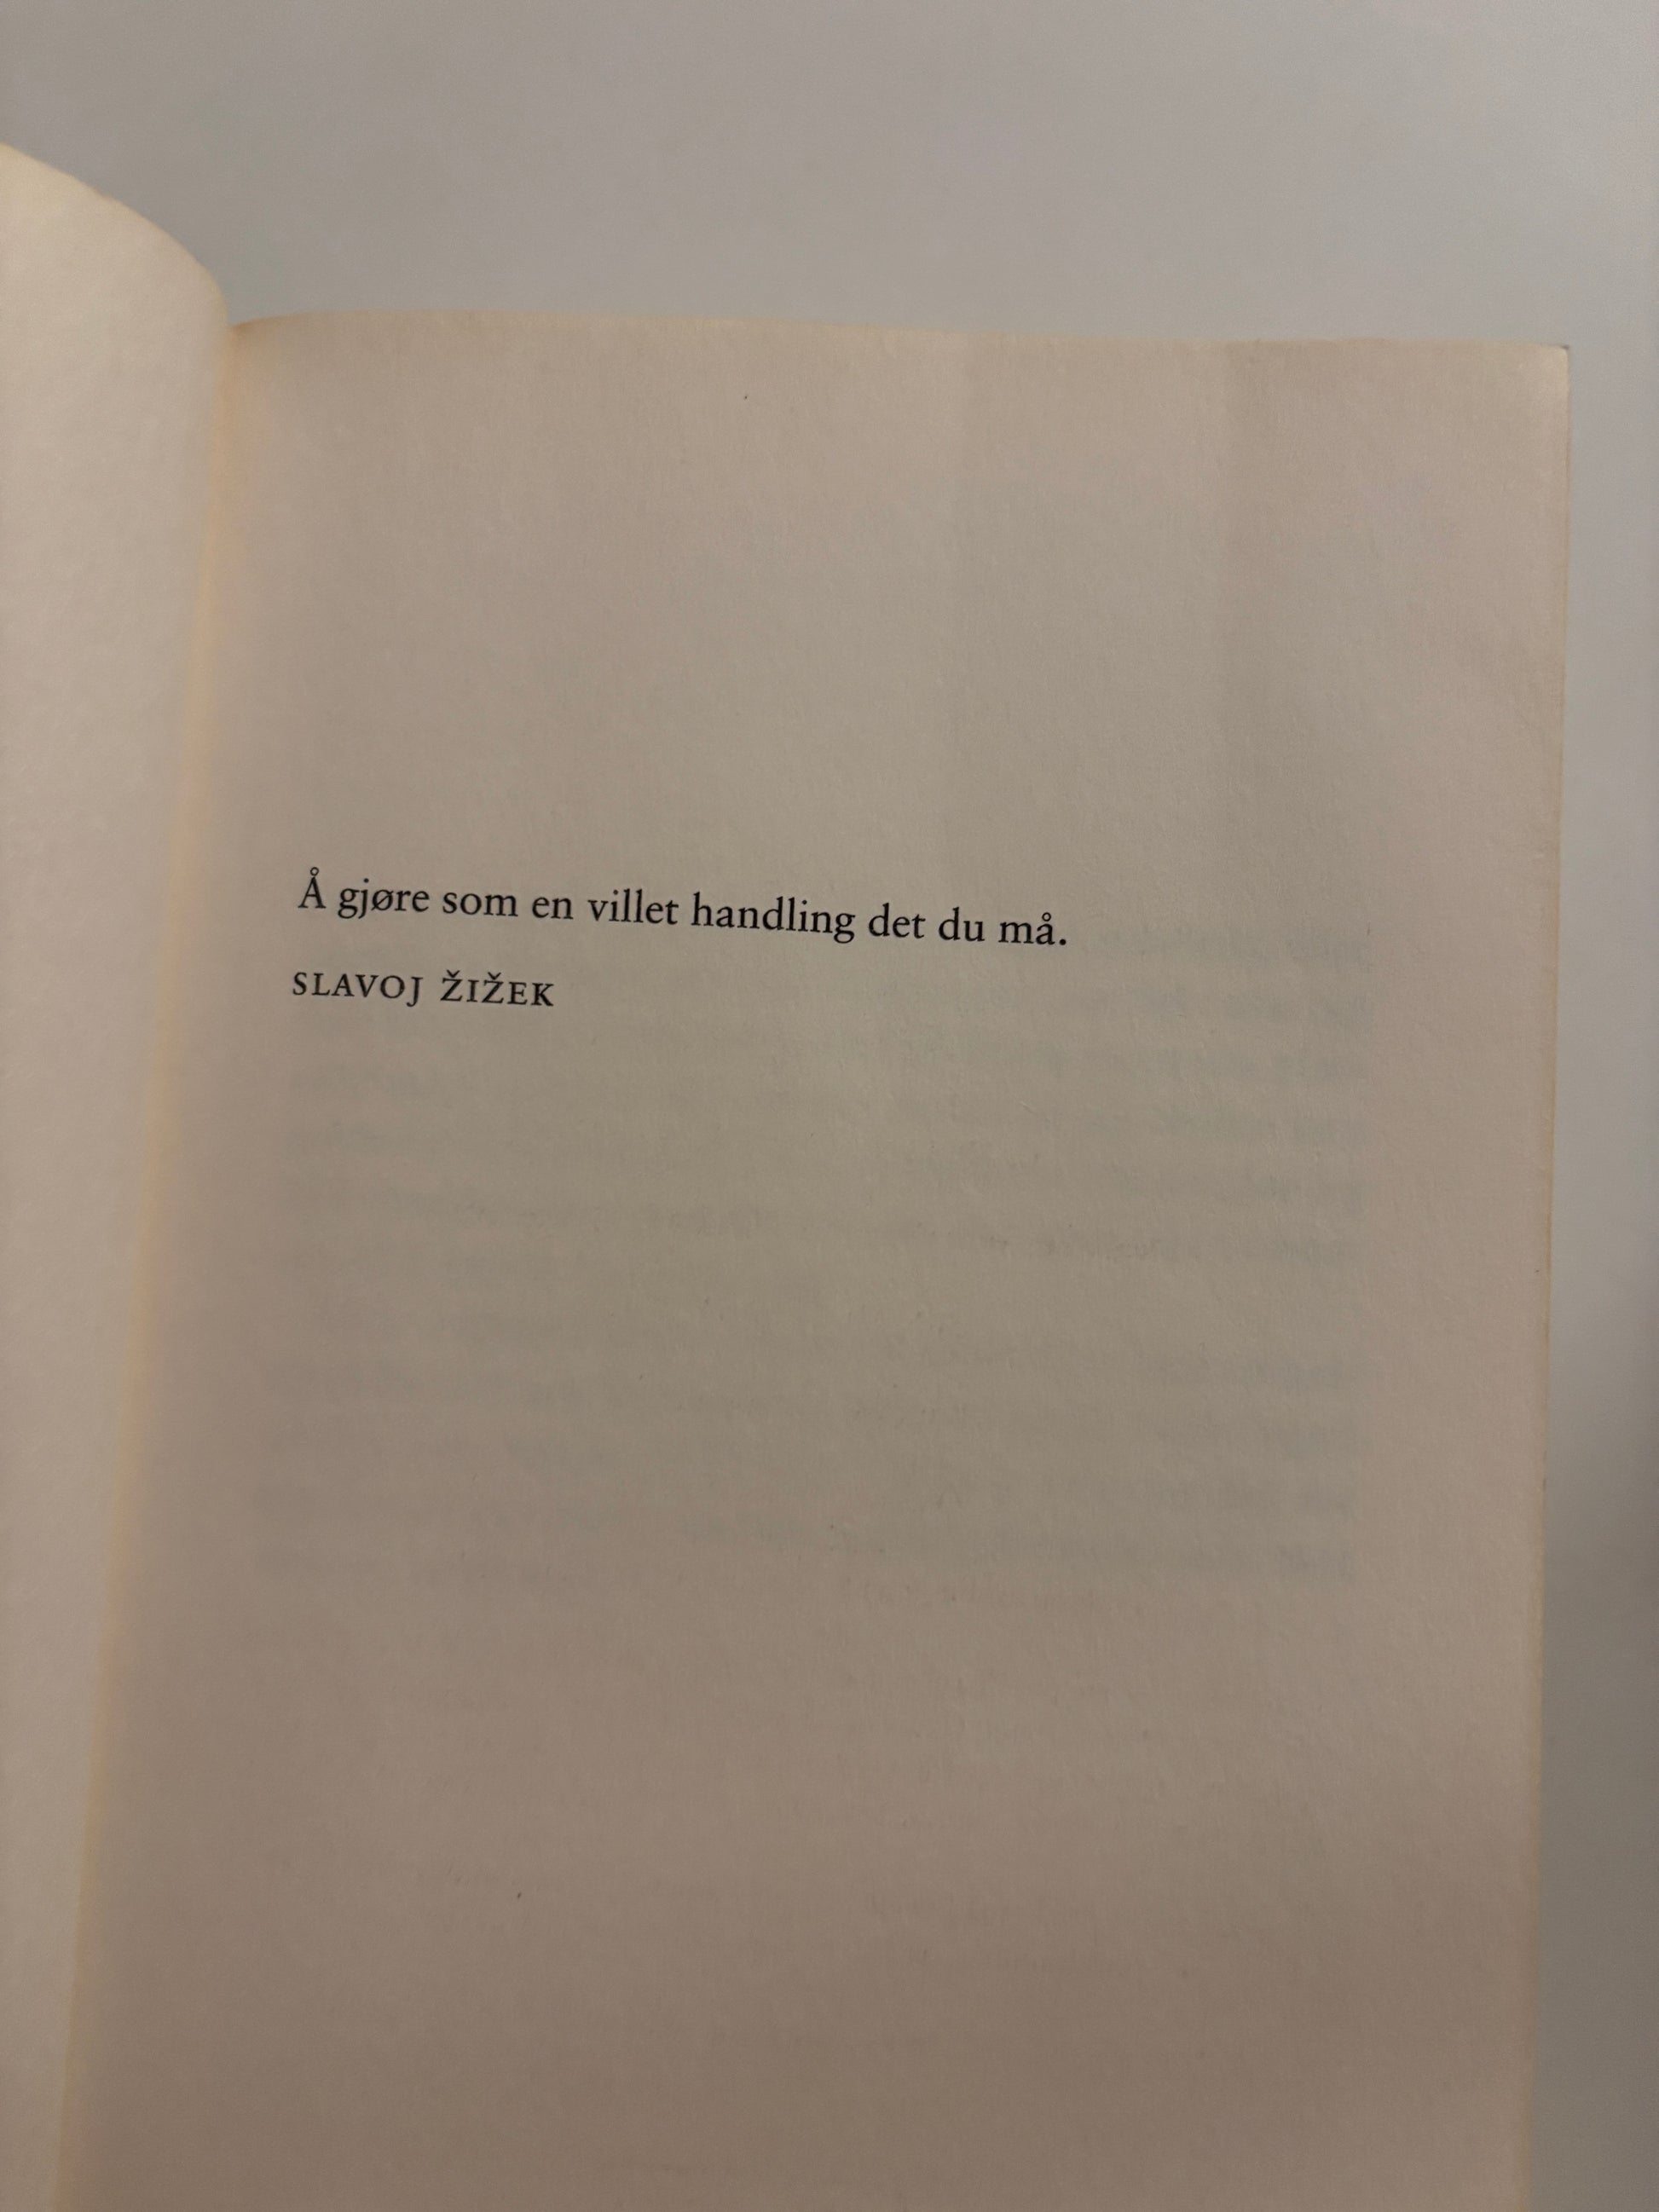 Å gjøre som en villet handling det du må.
SLAVOJ ŽIŽEK